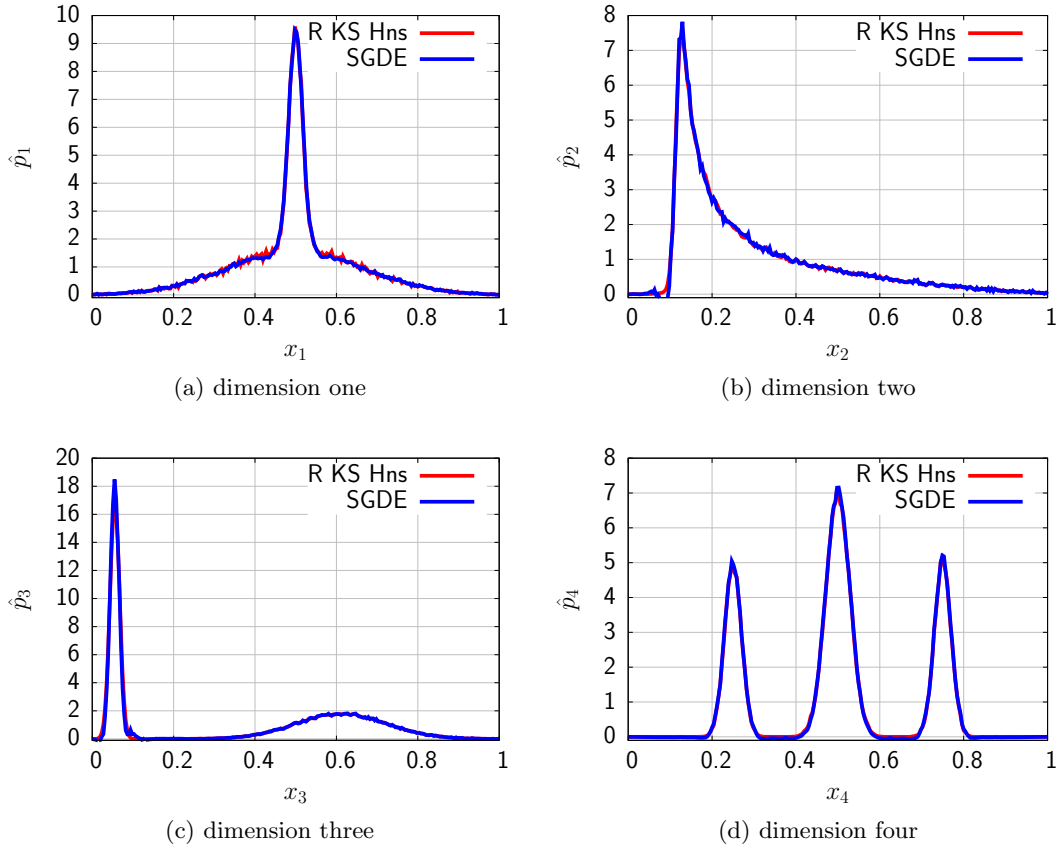 10
9
8
7
6
5
4
3
2
1
0
0 0.2 0.4 0.6 0.8 1
p̂₁
x₁
R KS Hns
SGDE
(a) dimension one
8
7
6
5
4
3
2
1
0
0 0.2 0.4 0.6 0.8 1
p̂₂
x₂
R KS Hns
SGDE
(b) dimension two
20
18
16
14
12
10
8
6
4
2
0
0 0.2 0.4 0.6 0.8 1
p̂₃
x₃
R KS Hns
SGDE
(c) dimension three
8
7
6
5
4
3
2
1
0
0 0.2 0.4 0.6 0.8 1
p̂₄
x₄
R KS Hns
SGDE
(d) dimension four